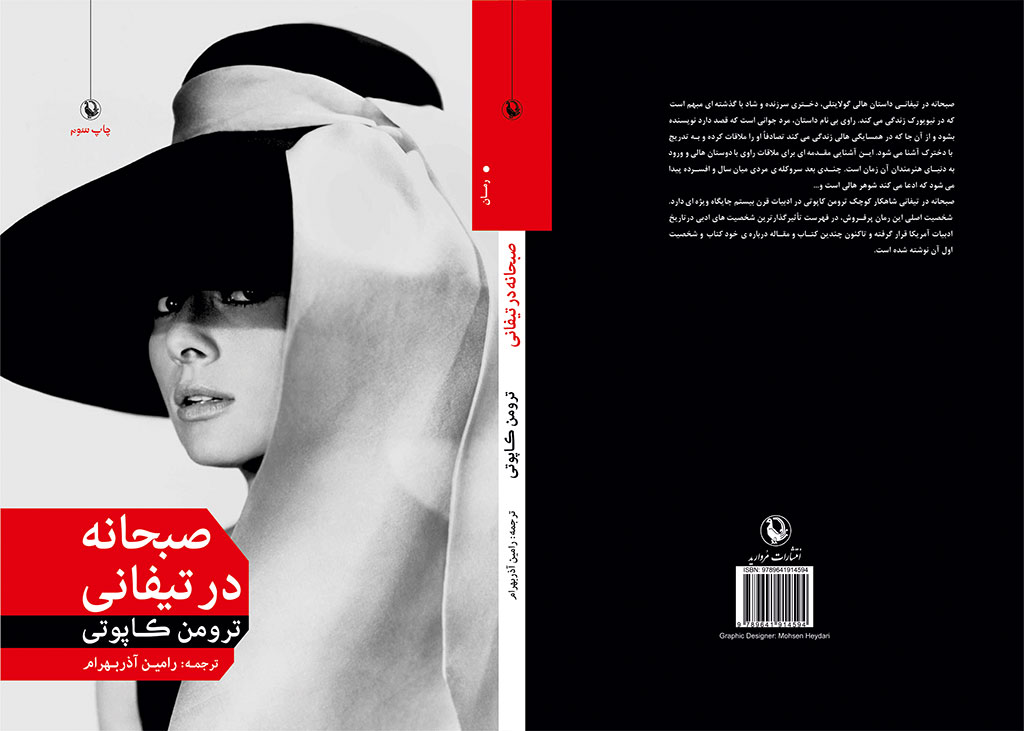 چاپ سوم
صبحانه
در تیفانی
ترومن کاپوتی
ترجمه: رامین آذربهرام
رمان
صبحانه در تیفانی
ترومن کاپوتی
ترجمه: رامین آذربهرام
صبحانه در تیفانی داستان هالی گولایتلی، دختری سرزنده و شاد با گذشته ای مبهم است
که در نیویورک زندگی می کند. راوی بی نام داستان، مرد جوانی است که قصد دارد نویسنده
بشود و از آن جا که در همسایگی هالی زندگی می کند تصادفاً او را ملاقات کرده و به تدریج
با دخترک آشنا می شود. این آشنایی مقدمه ای برای ملاقات راوی با دوستان هالی و ورود
به دنیای هنرمندان آن زمان است. چندی بعد سروکله ی مردی میان سال و افسرده پیدا
می شود که ادعا می کند شوهر هالی است و...
صبحانه در تیفانی شاهکار کوچک ترومن کاپوتی در ادبیات قرن بیستم جایگاه ویژه ای دارد.
شخصیت اصلی این رمان پرفروش، در فهرست تأثیرگذارترین شخصیت های ادبی در تاریخ
ادبیات آمریکا قرار گرفته و تاکنون چندین کتاب و مقاله درباره ی خود کتاب و شخصیت
اول آن نوشته شده است.
انتشارات مروارید
ISBN: 9789641914594
9 789641 914594
Graphic Designer: Mohsen Heydari